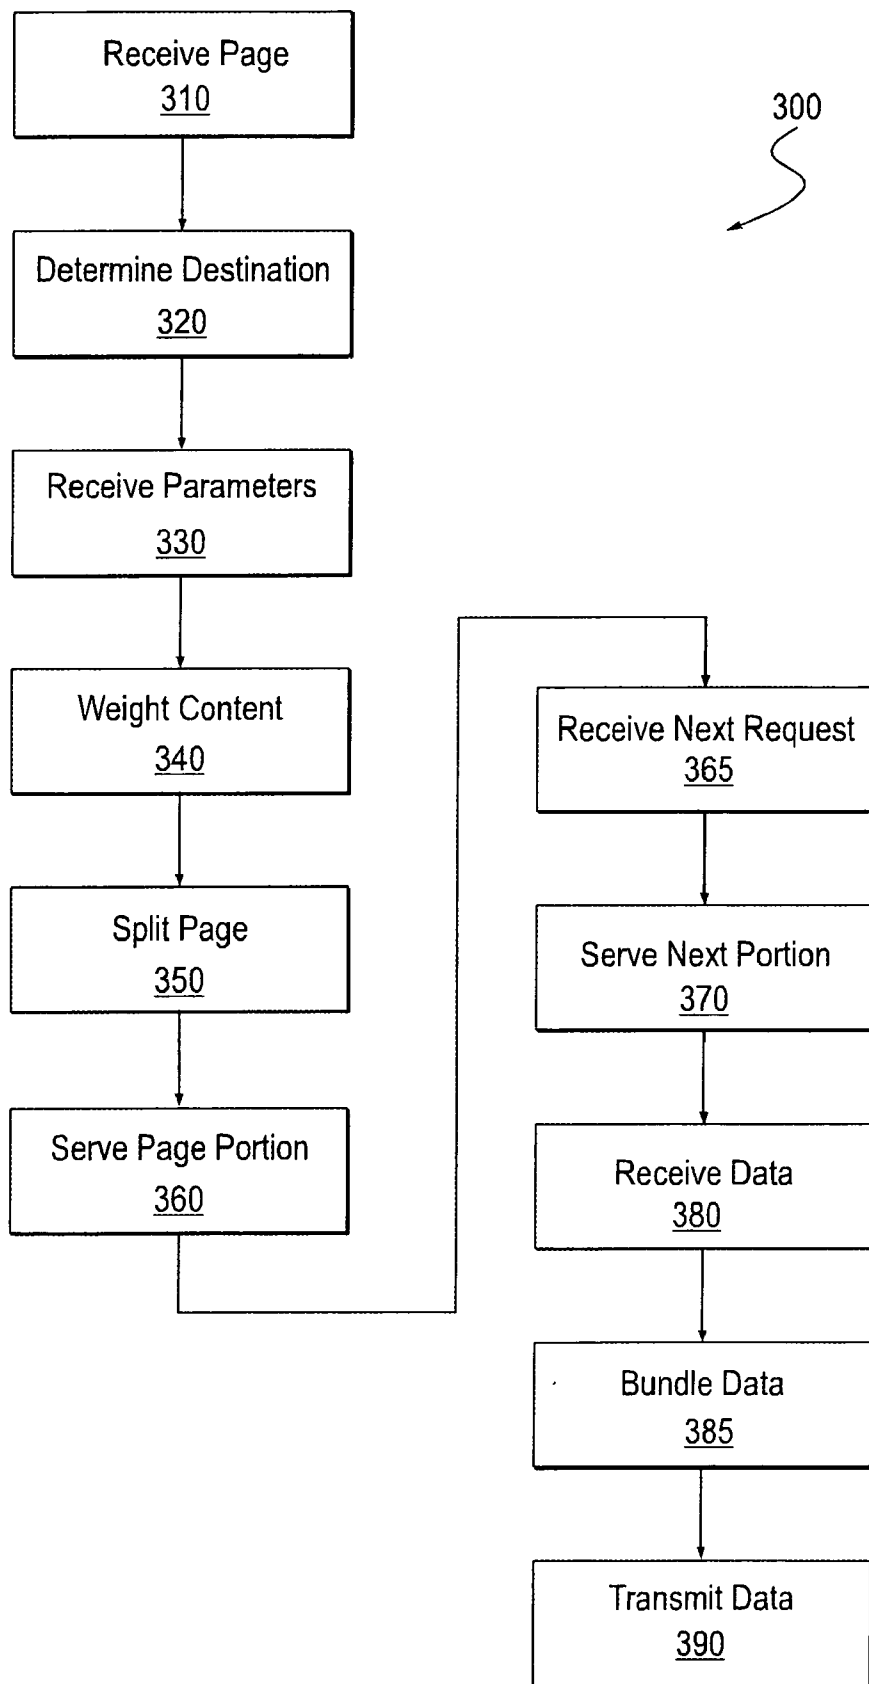 Receive Page
310
300
Determine Destination
320
Receive Parameters
330
Weight Content
340
Split Page
350
Serve Page Portion
360
Receive Next Request
365
Serve Next Portion
370
Receive Data
380
Bundle Data
385
Transmit Data
390